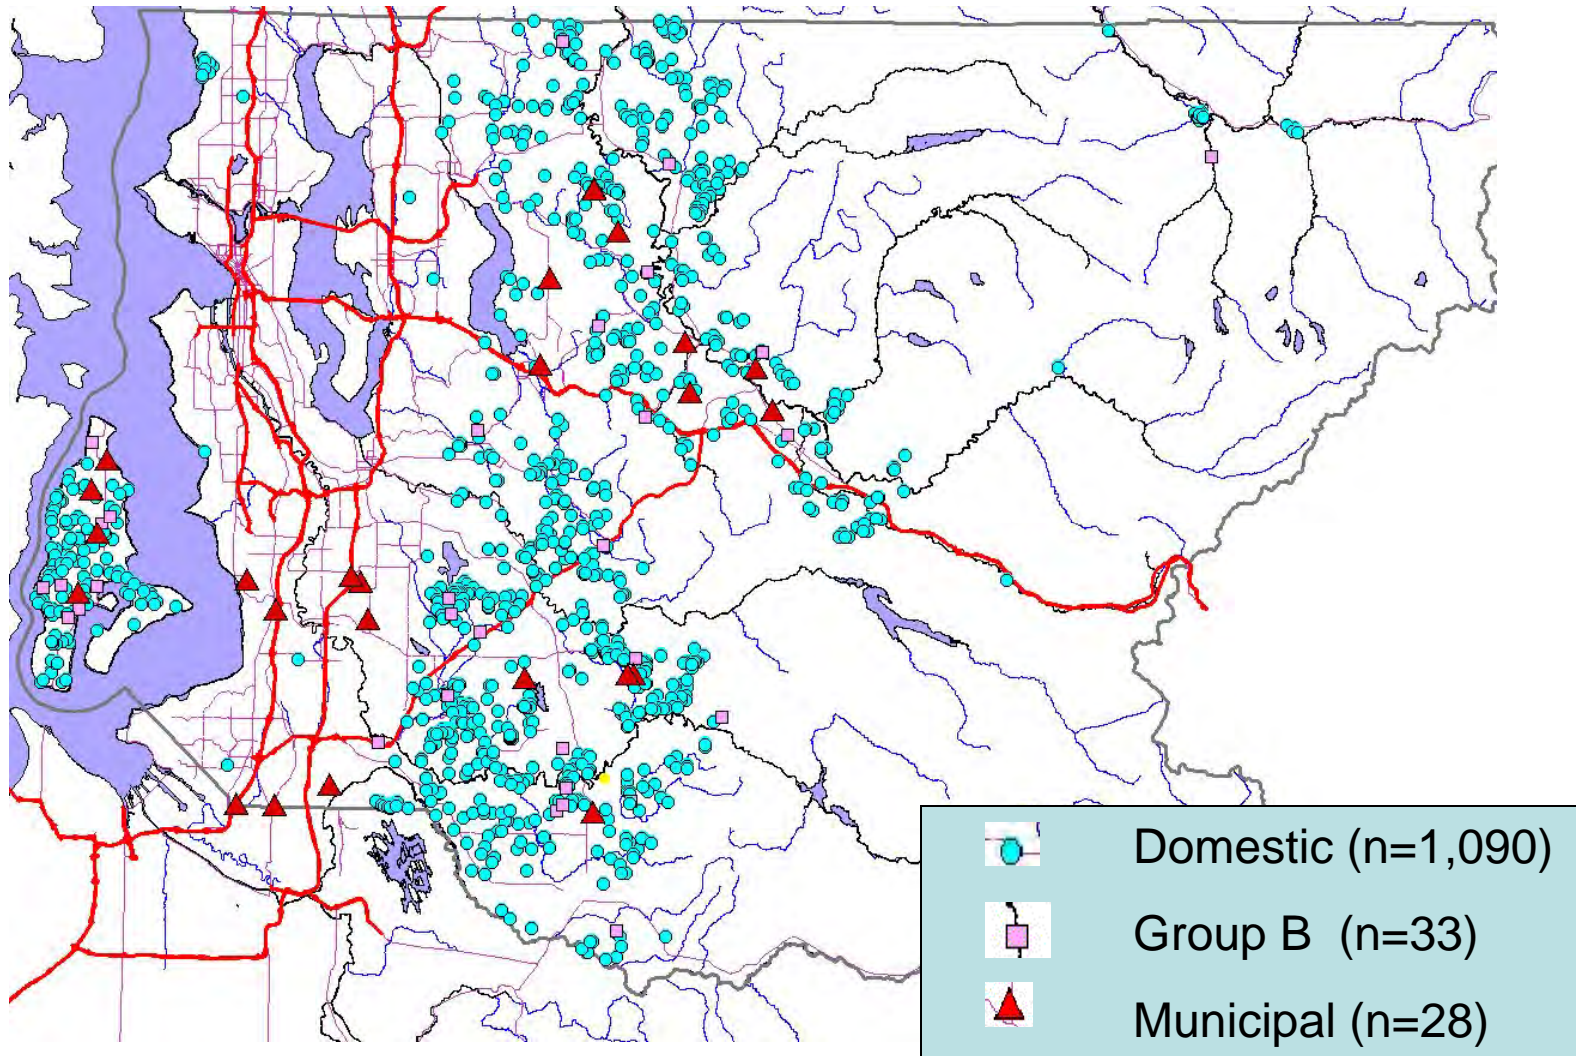 Domestic (n=1,090)
Group B (n=33)
Municipal (n=28)